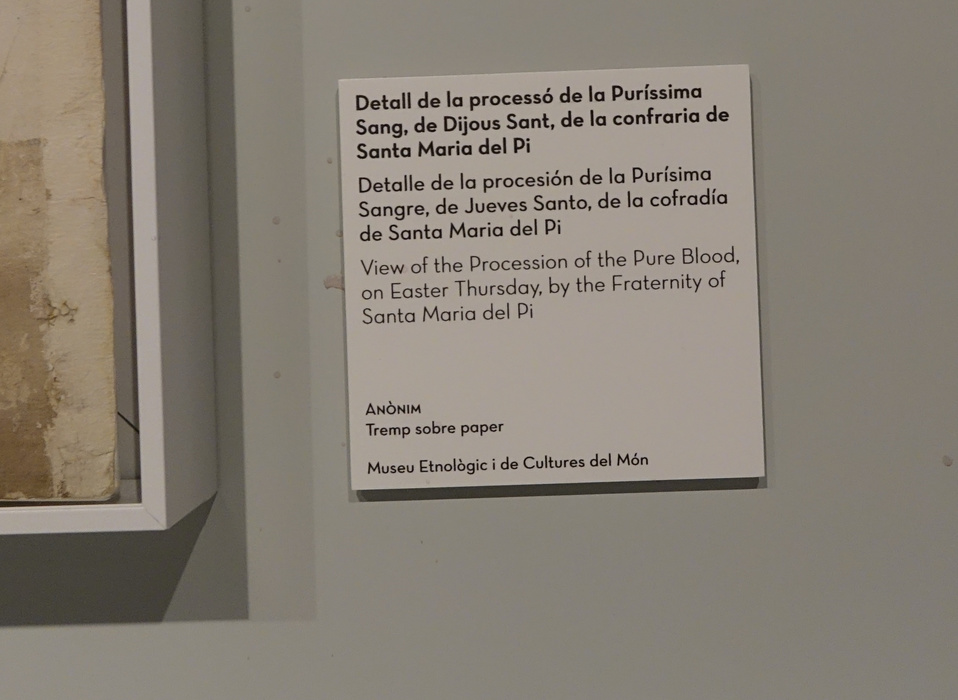 Detall de la processó de la Puríssima
Sang, de Dijous Sant, de la confraria de
Santa Maria del Pi
Detalle de la procesión de la Purísima
Sangre, de Jueves Santo, de la cofradía
de Santa Maria del Pi
View of the Procession of the Pure Blood,
on Easter Thursday, by the Fraternity of
Santa Maria del Pi
ANÒNIM
Tremp sobre paper
Museu Etnològic i de Cultures del Món